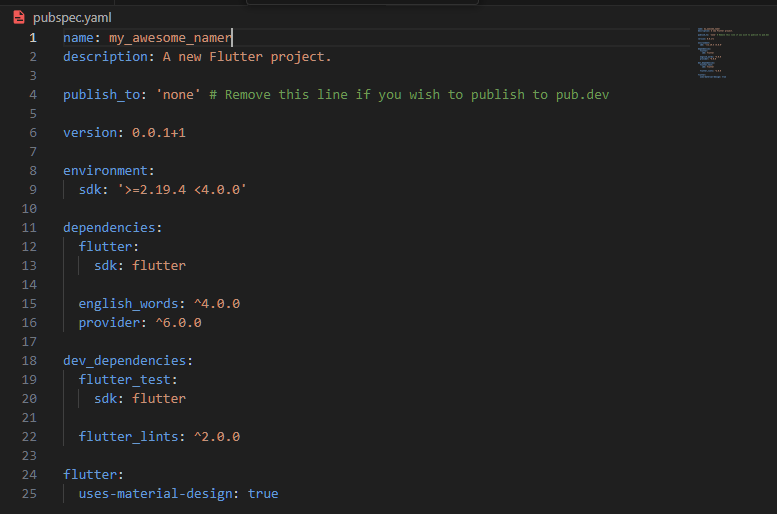 pubspec.yaml
1 name: my_awesome_namer
2 description: A new Flutter project.
3
4 publish_to: 'none' # Remove this line if you wish to publish to pub.dev
5
6 version: 0.0.1+1
7
8 environment:
9   sdk: '>=2.19.4 <4.0.0'
10
11 dependencies:
12   flutter:
13     sdk: flutter
14
15   english_words: ^4.0.0
16   provider: ^6.0.0
17
18 dev_dependencies:
19   flutter_test:
20     sdk: flutter
21
22   flutter_lints: ^2.0.0
23
24 flutter:
25   uses-material-design: true